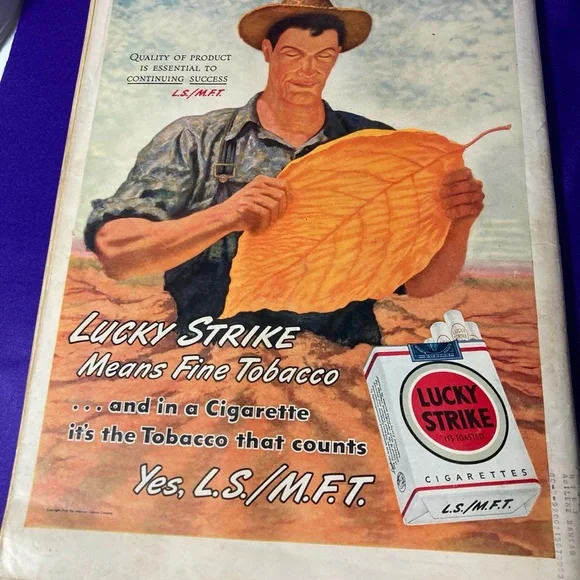 QUALITY OF PRODUCT
IS ESSENTIAL TO
CONTINUING SUCCESS
L.S./M.F.T.
LUCKY STRIKE
Means Fine Tobacco
... and in a Cigarette
it's the Tobacco that counts
Yes, L.S./M.F.T.
LUCKY
STRIKE
"IT'S TOASTED"
CIGARETTES
L.S./M.F.T.